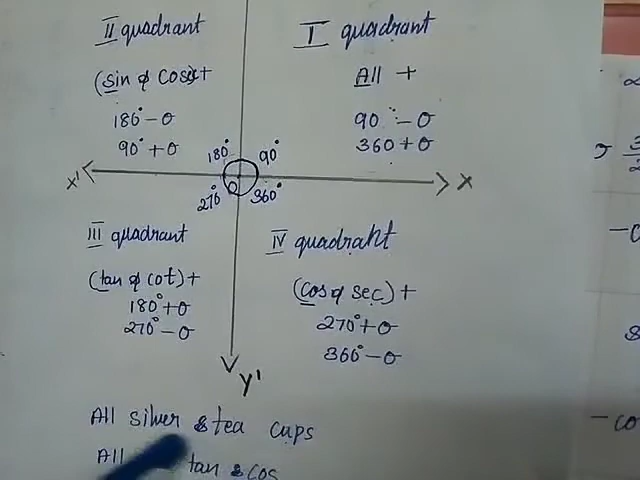 II quadrant
(Sin & Cosec +
180° - θ
90° + θ
I quadrant
All +
90° - θ
360 + θ
180° 90°
270° 360°
X'
X
III quadrant
(tan & cot) +
180° + θ
270° - θ
IV quadrant
(cos & sec) +
270° + θ
360° - θ
Y'
All silver & tea cups
All tan & cos